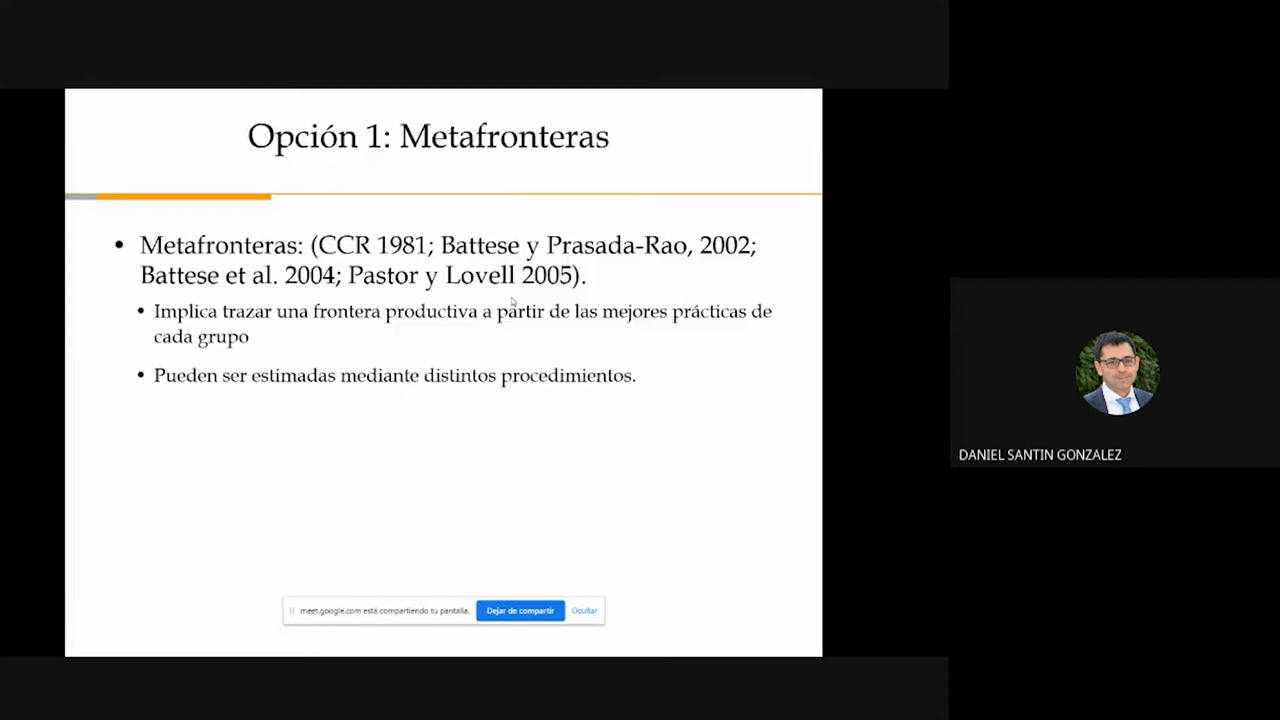 Opción 1: Metafronteras
• Metafronteras: (CCR 1981; Battese y Prasada-Rao, 2002;
Battese et al. 2004; Pastor y Lovell 2005).
• Implica trazar una frontera productiva a partir de las mejores prácticas de
cada grupo
• Pueden ser estimadas mediante distintos procedimientos.
meet.google.com está compartiendo tu pantalla.
Dejar de compartir
Ocultar
DANIEL SANTIN GONZALEZ